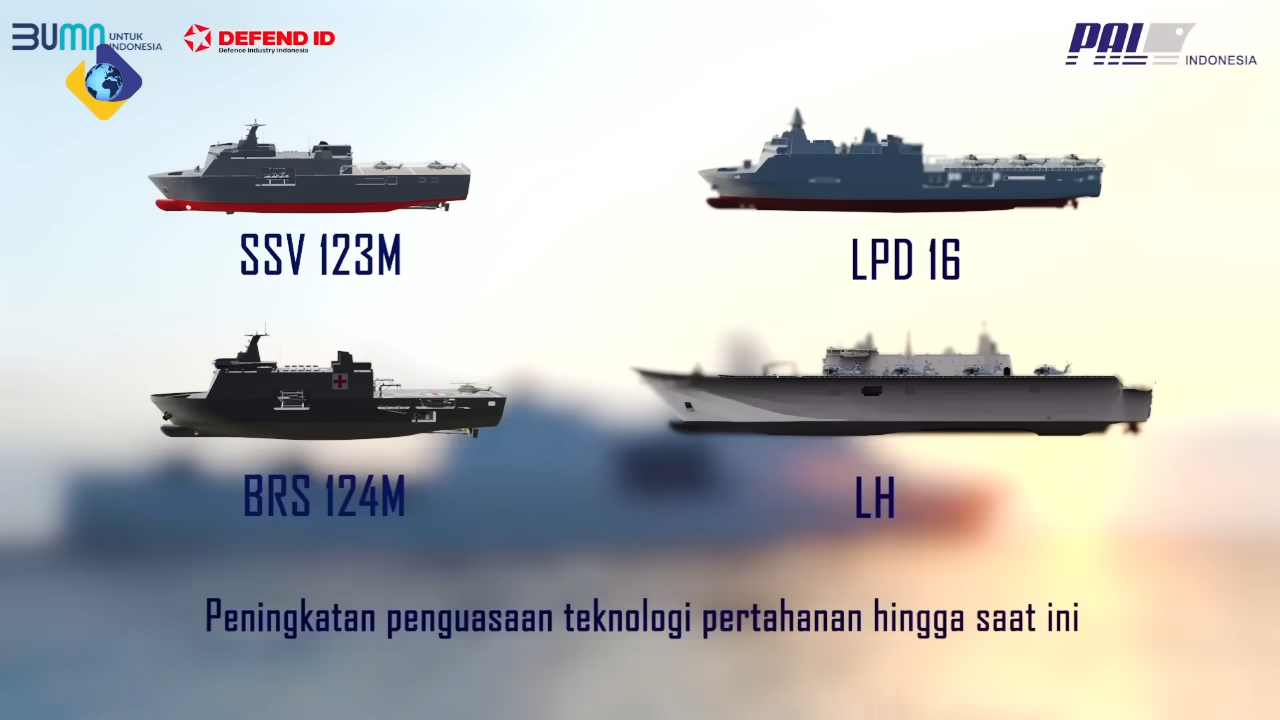 BUMN UNTUK INDONESIA
DEFEND ID
Defence Industry Indonesia
PAL INDONESIA
SSV 123M
LPD 16
BRS 124M
LH
Peningkatan penguasaan teknologi pertahanan hingga saat ini